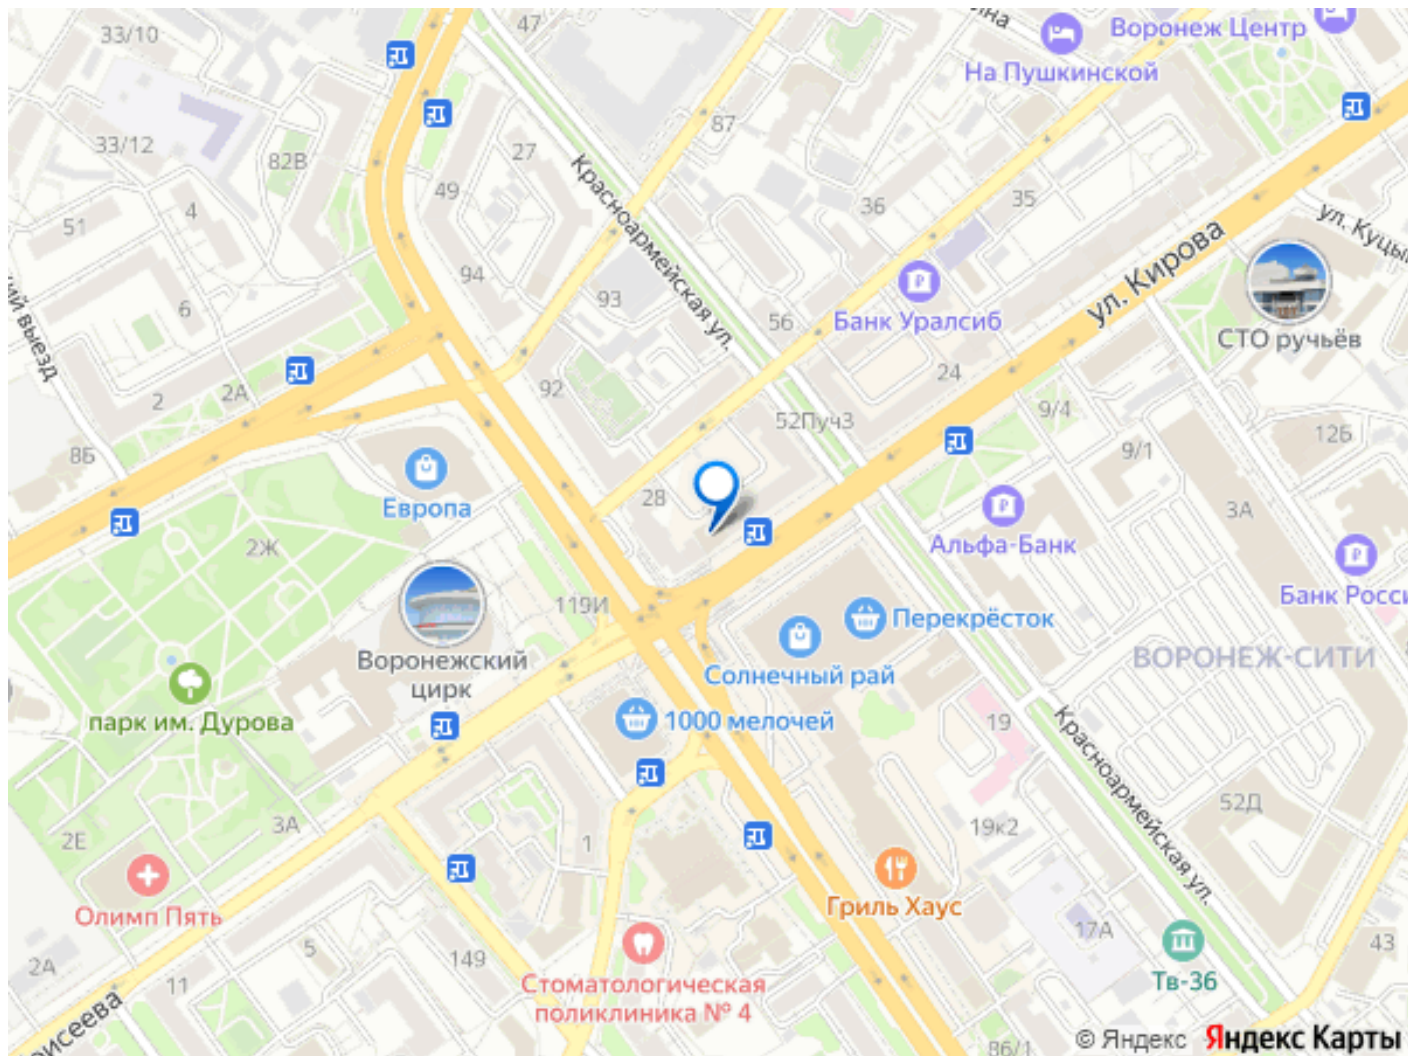 33/10
47
Воронеж Центр
На Пушкинской
33/12
82В
27
87
49
4
36
35
51
Красноармейская ул.
ул. Куцы
ул. Кирова
94
93
6
56
Банк Уралсиб
СТО ручьёв
ий выезд
2
2А
92
24
9/4
52Пуч3
8Б
9/1
12Б
Европа
28
3А
2Ж
Альфа-Банк
Банк Росси
119И
Воронежский
цирк
Перекрёсток
Солнечный рай
ВОРОНЕЖ-СИТИ
парк им. Дурова
1000 мелочей
19
Красноармейская ул.
3А
2Е
1
19к2
52Д
Олимп Пять
Гриль Хаус
17А
43
5
149
2А
11
Стоматологическая
поликлиника № 4
Тв-36
оисеева
86/1
© Яндекс Яндекс Карты